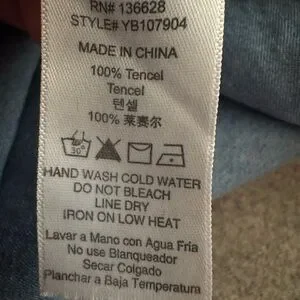 RN# 136628
STYLE# YB107904
MADE IN CHINA
100% Tencel
Tencel
텐셀
100% 莱赛尔
30°
HAND WASH COLD WATER
DO NOT BLEACH
LINE DRY
IRON ON LOW HEAT
Lavar a Mano con Agua Fria
No use Blanqueador
Secar Colgado
Planchar a Baja Temperatura